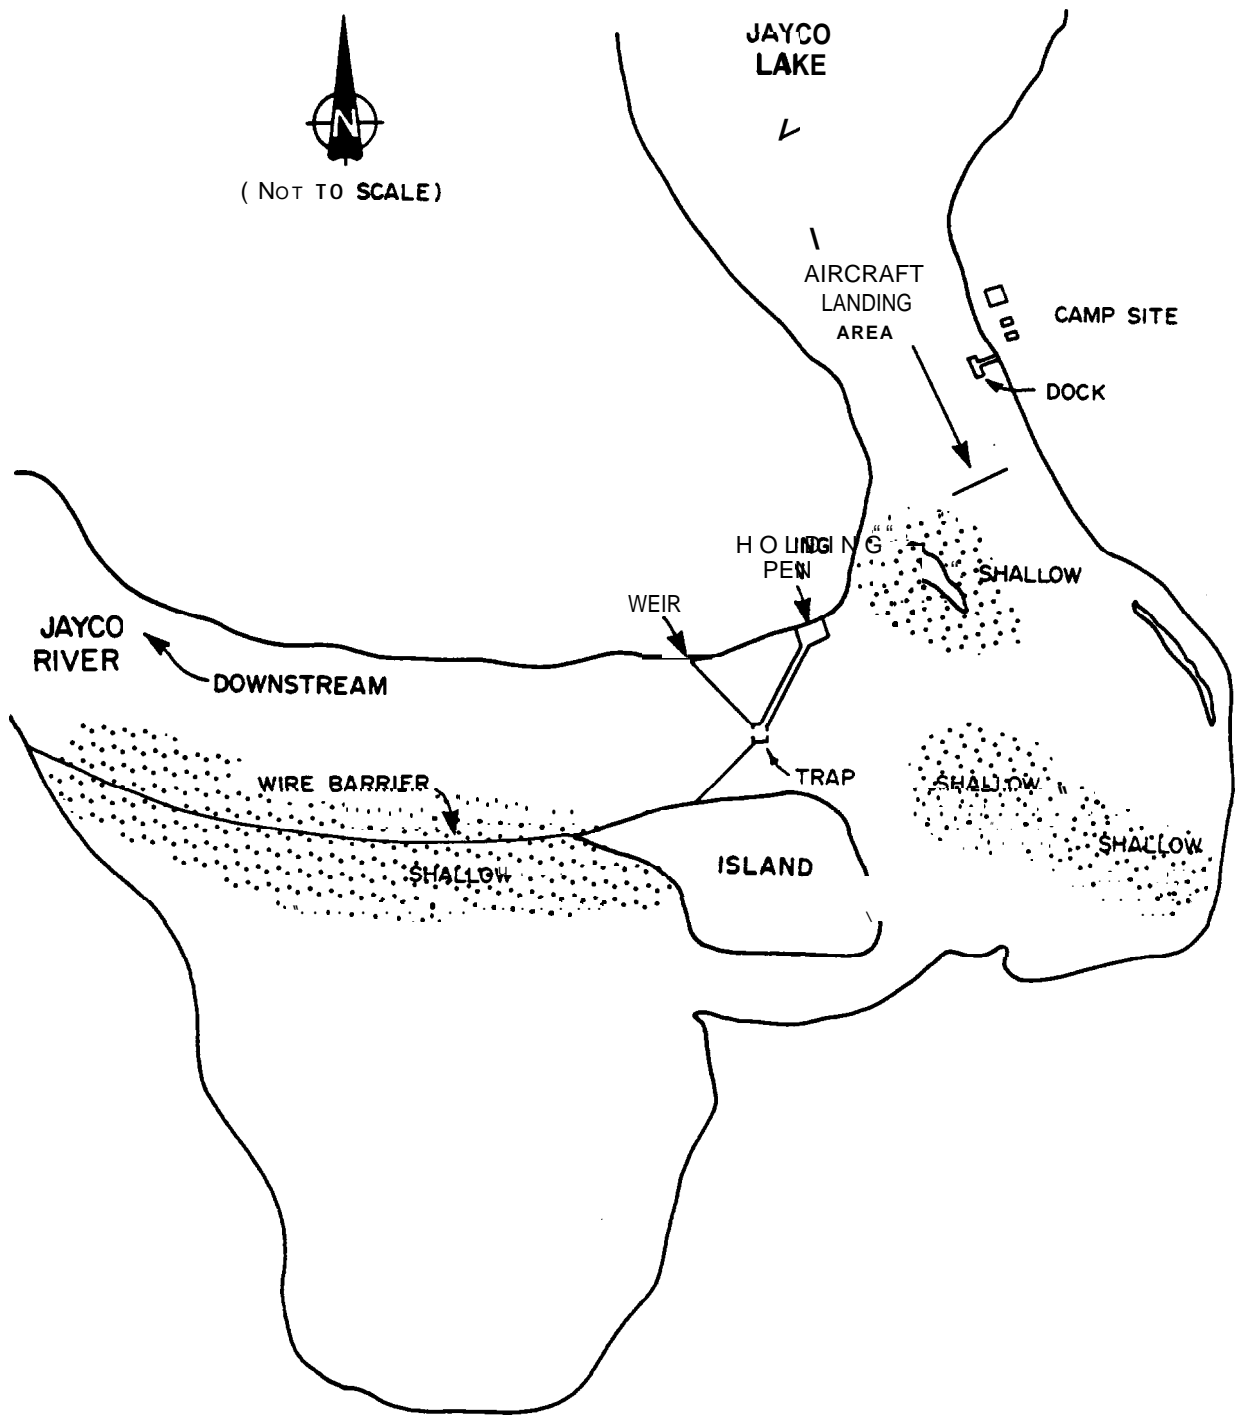 JAYCO
LAKE
N
( NOT TO SCALE)
AIRCRAFT
LANDING
AREA
CAMP SITE
DOCK
HOLDING
PEN
SHALLOW
WEIR
JAYCO
RIVER
DOWNSTREAM
WIRE BARRIER
TRAP
SHALLOW
SHALLOW
ISLAND
SHALLOW